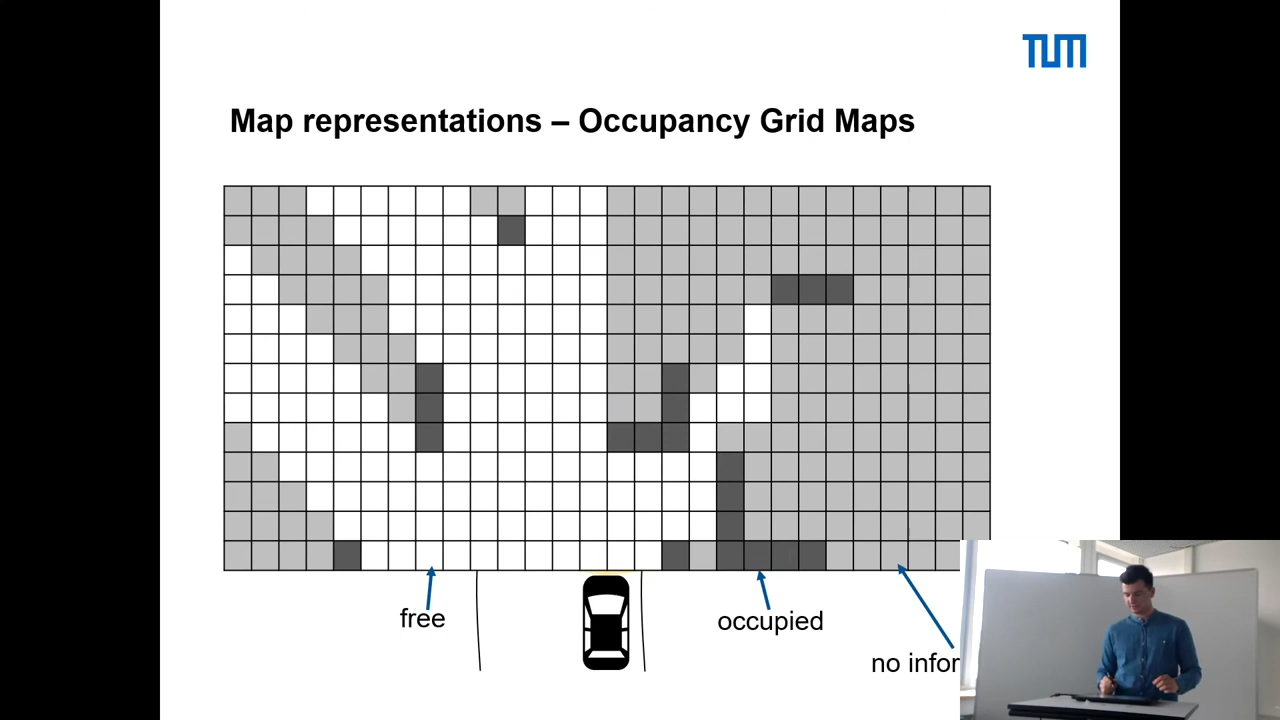 TUM
Map representations – Occupancy Grid Maps
free
occupied
no infor